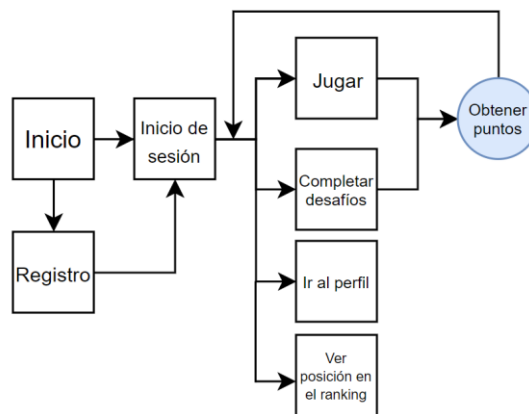 Inicio
Inicio de
sesión
Registro
Jugar
Completar
desafíos
Ir al perfil
Ver
posición en
el ranking
Obtener
puntos